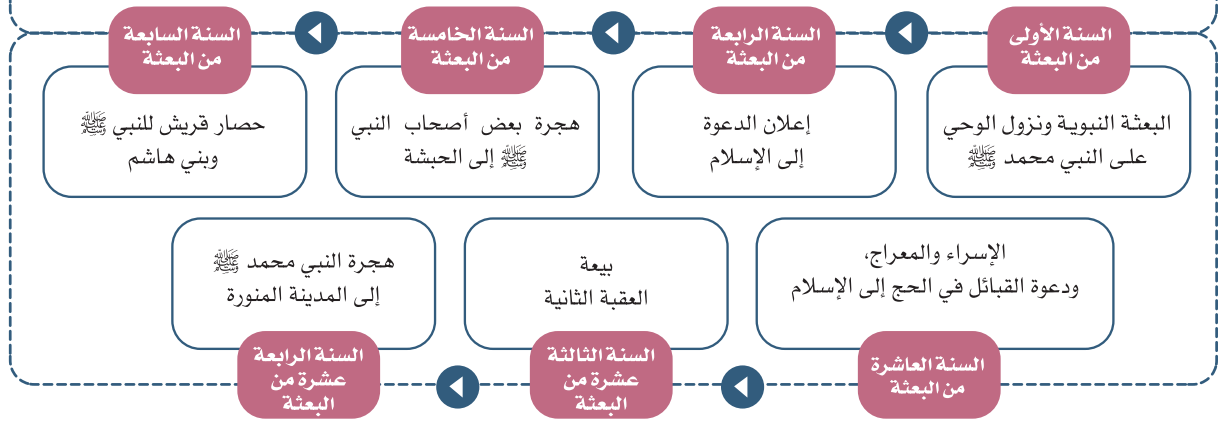 السنة الأولى
من البعثة
البعثة النبوية ونزول الوحي
على النبي محمد ﷺ
السنة الرابعة
من البعثة
إعلان الدعوة
إلى الإسلام
السنة الخامسة
من البعثة
هجرة بعض أصحاب النبي
ﷺ إلى الحبشة
السنة السابعة
من البعثة
حصار قريش للنبي ﷺ
وبني هاشم
الإسراء والمعراج،
ودعوة القبائل في الحج إلى الإسلام
السنة العاشرة
من البعثة
بيعة
العقبة الثانية
السنة الثالثة
عشرة من
البعثة
هجرة النبي محمد ﷺ
إلى المدينة المنورة
السنة الرابعة
عشرة من
البعثة